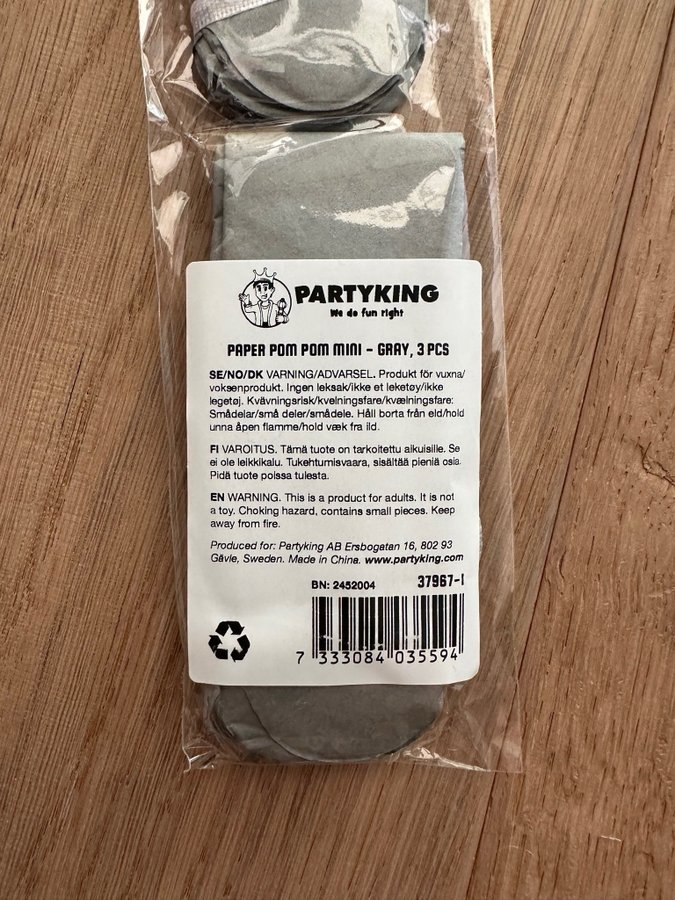 PARTYKING
We do fun right
PAPER POM POM MINI - GRAY, 3 PCS
SE/NO/DK VARNING/ADVARSEL. Produkt för vuxna/
voksenprodukt. Ingen leksak/ikke et leketøy/ikke
legetøj. Kvävningsrisk/kvelningsfare/kvælningsfare:
Smådelar/små deler/smådele. Håll borta från eld/hold
unna åpen flamme/hold væk fra ild.
FI VAROITUS. Tämä tuote on tarkoitettu aikuisille. Se
ei ole leikkikalu. Tukehtumisvaara, sisältää pieniä osia.
Pidä tuote poissa tulesta.
EN WARNING. This is a product for adults. It is not
a toy. Choking hazard, contains small pieces. Keep
away from fire.
Produced for: Partyking AB Ersbogatan 16, 802 93
Gävle, Sweden. Made in China. www.partyking.com
BN: 2452004 37967-1
7 333084 035594